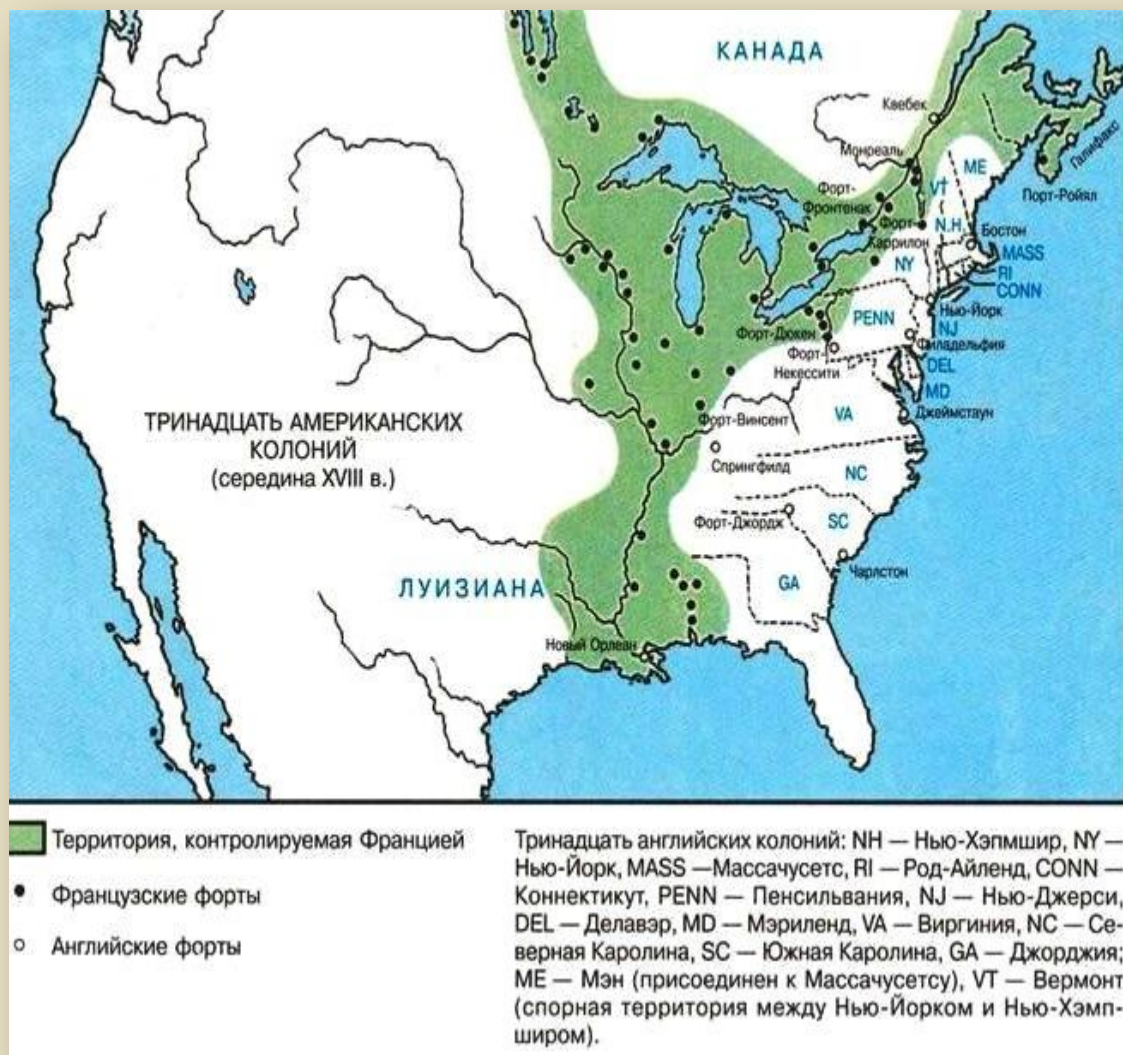 КАНАДА
Квебек
Монреаль
ME
Галифакс
VT
Форт-
Фронтенак
Порт-Ройял
Форт-
Каррилон
N.H.
Бостон
MASS
NY
RI
CONN
PENN
Нью-Йорк
NJ
Форт-Дюкен
Филадельфия
Форт-
Некессити
DEL
MD
ТРИНАДЦАТЬ АМЕРИКАНСКИХ
КОЛОНИЙ
(середина XVIII в.)
Форт-Винсент
VA
Джеймстаун
Спрингфилд
NC
Форт-Джордж
SC
Чарлстон
ЛУИЗИАНА
GA
Новый Орлеан
Территория, контролируемая Францией
Французские форты
Английские форты
Тринадцать английских колоний: NH — Нью-Хэпмшир, NY —
Нью-Йорк, MASS —Массачусетс, RI — Род-Айленд, CONN —
Коннектикут, PENN — Пенсильвания, NJ — Нью-Джерси,
DEL — Делавэр, MD — Мэриленд, VA — Виргиния, NC — Се-
верная Каролина, SC — Южная Каролина, GA — Джорджия;
ME — Мэн (присоединен к Массачусетсу), VT — Вермонт
(спорная территория между Нью-Йорком и Нью-Хэмп-
широм).